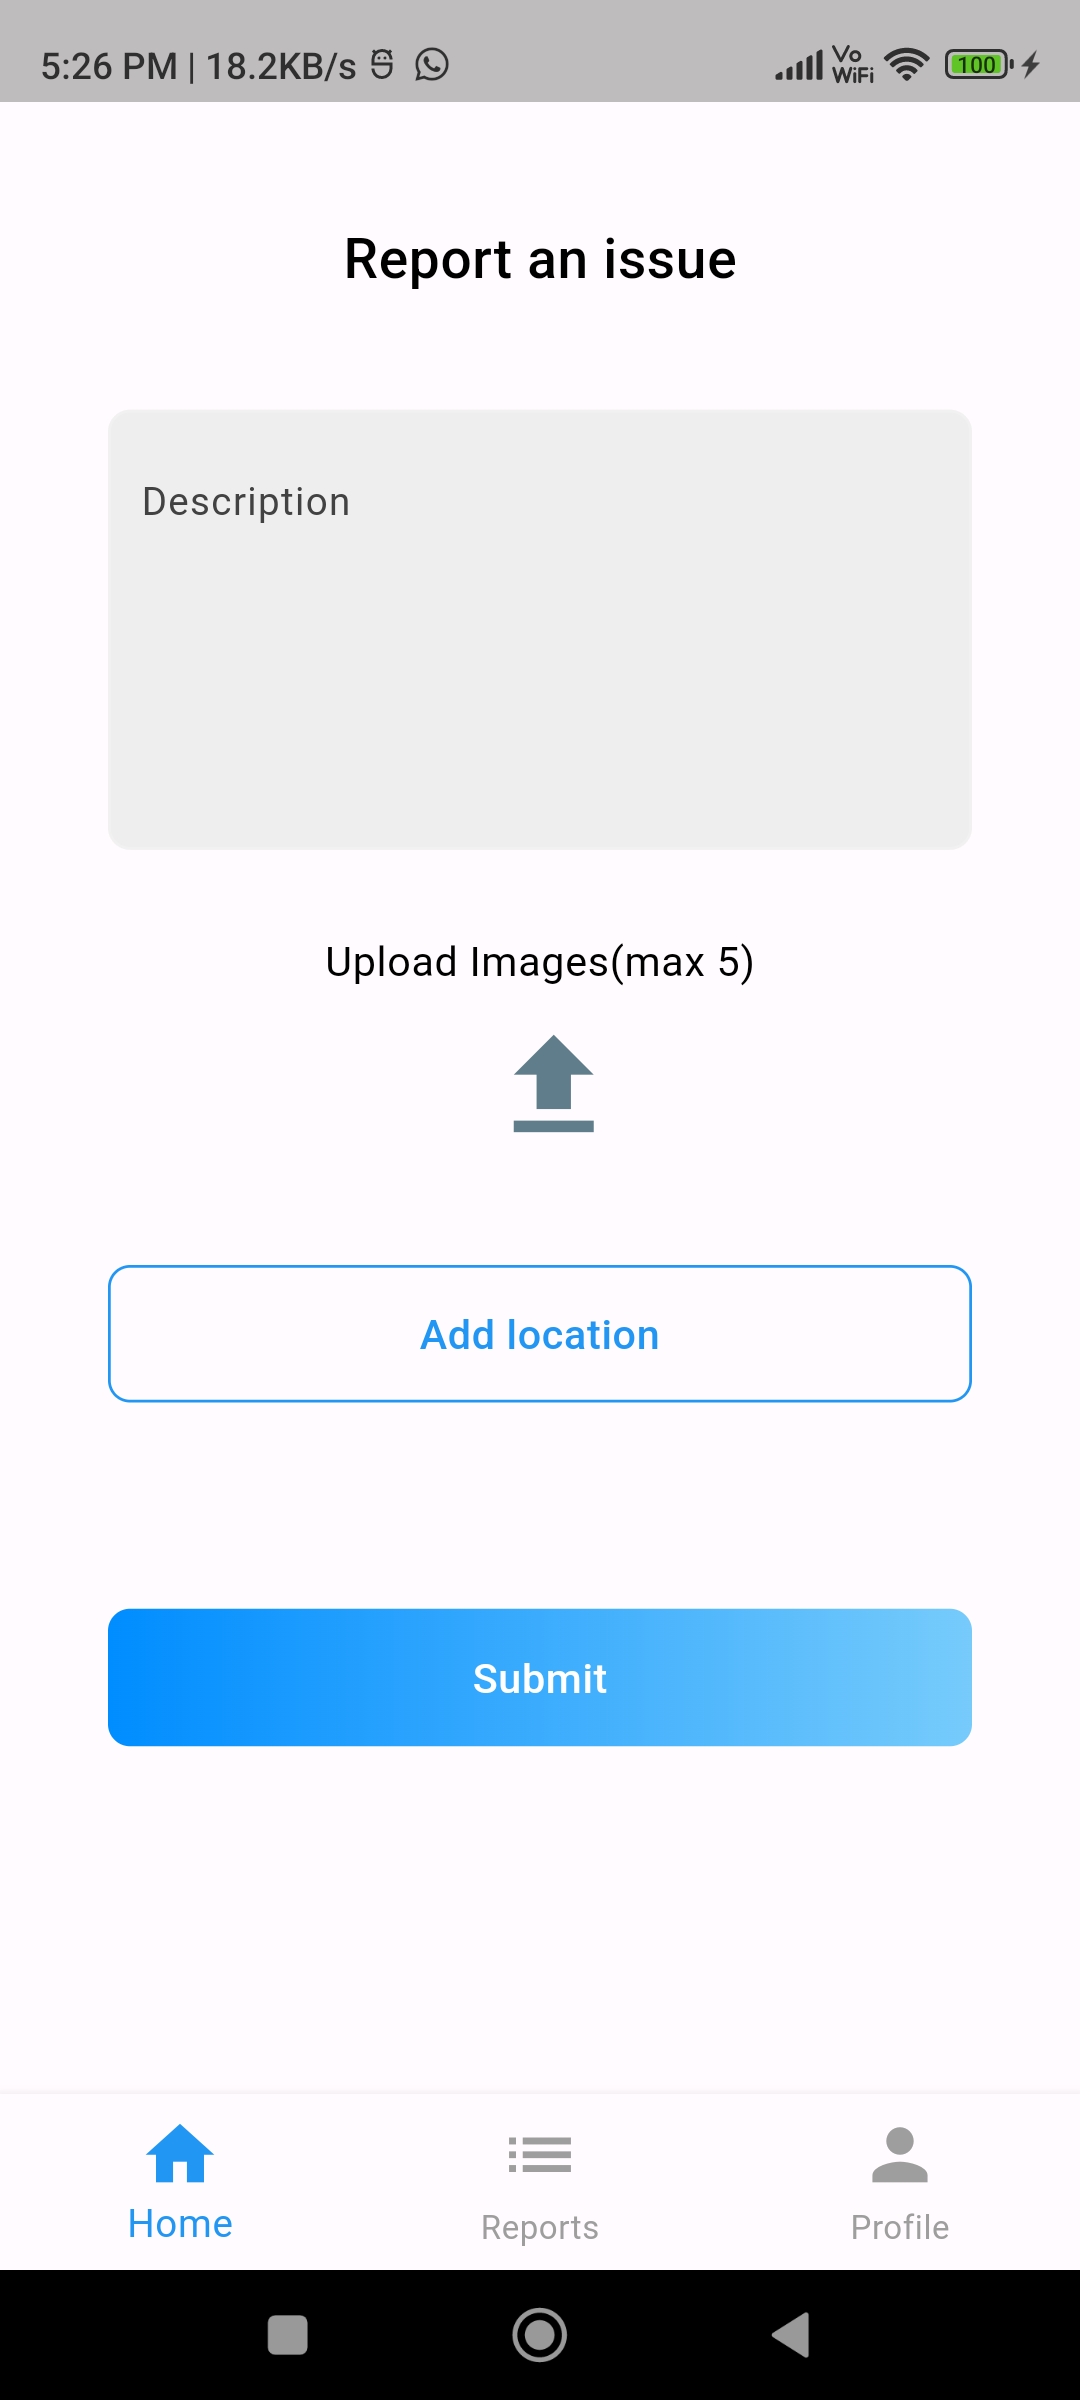 5:26 PM | 18.2KB/s
Vo
WiFi
100
Report an issue
Description
Upload Images(max 5)
Add location
Submit
Home
Reports
Profile